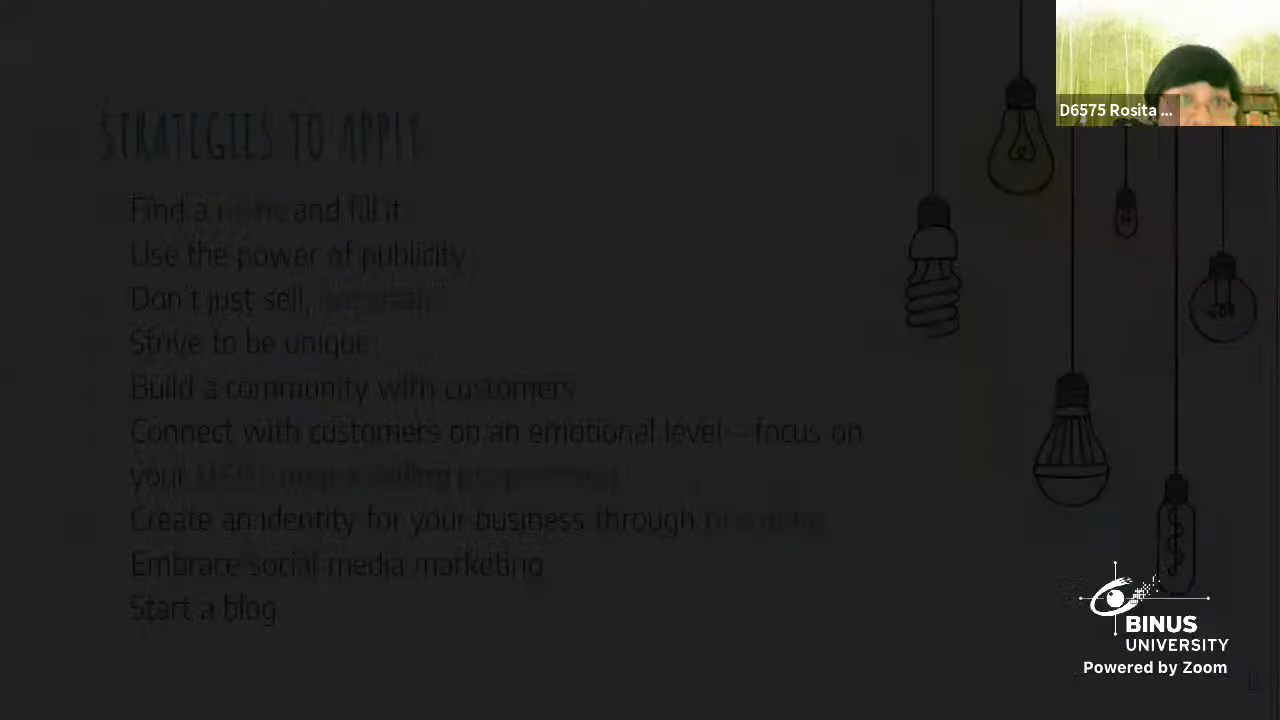 STRATEGIES TO APPLY
D6575 Rosita ...
Find a niche and fill it
Use the power of publicity
Don't just sell, entertain
Strive to be unique
Build a community with customers
Connect with customers on an emotional level—focus on
your USP (unique selling proposition)
Create an identity for your business through branding
Embrace social media marketing
Start a blog
BINUS
UNIVERSITY
Powered by Zoom